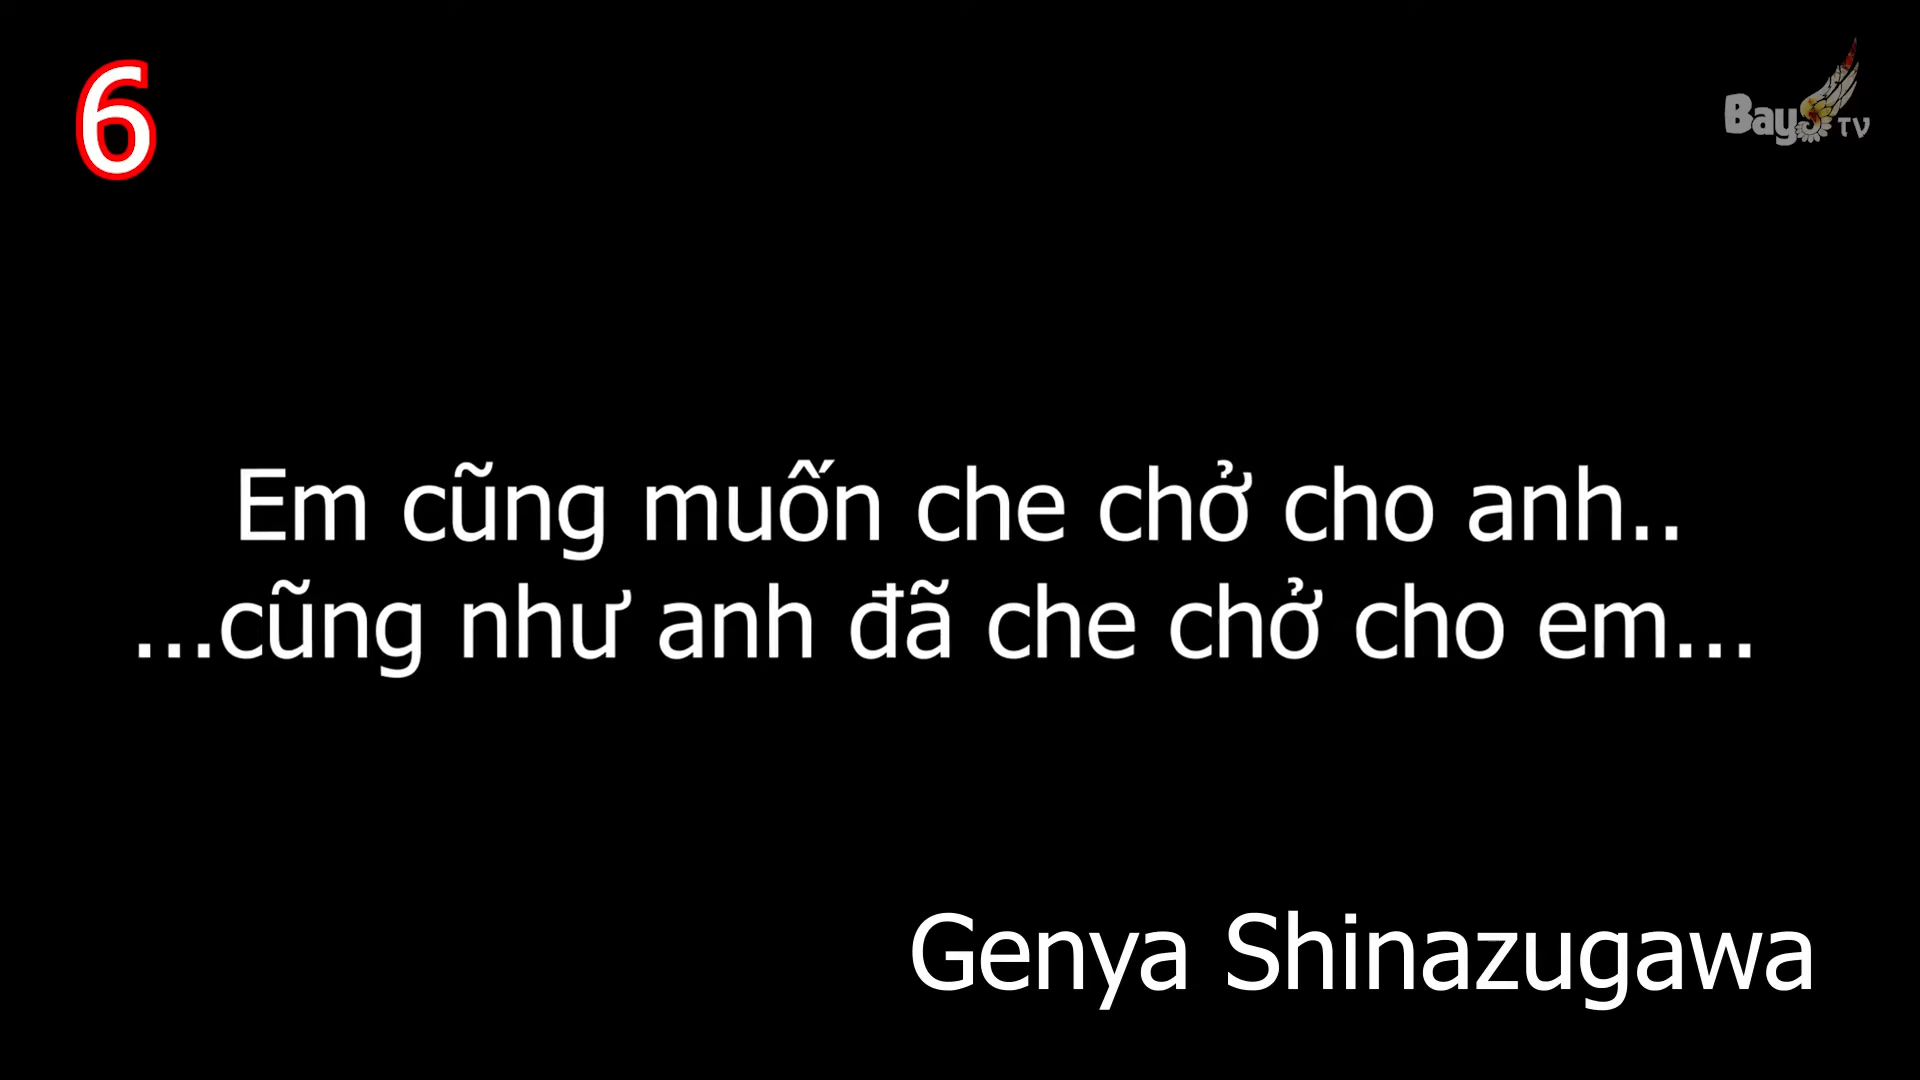 6
Bay TV
Em cũng muốn che chở cho anh..
...cũng như anh đã che chở cho em...
Genya Shinazugawa